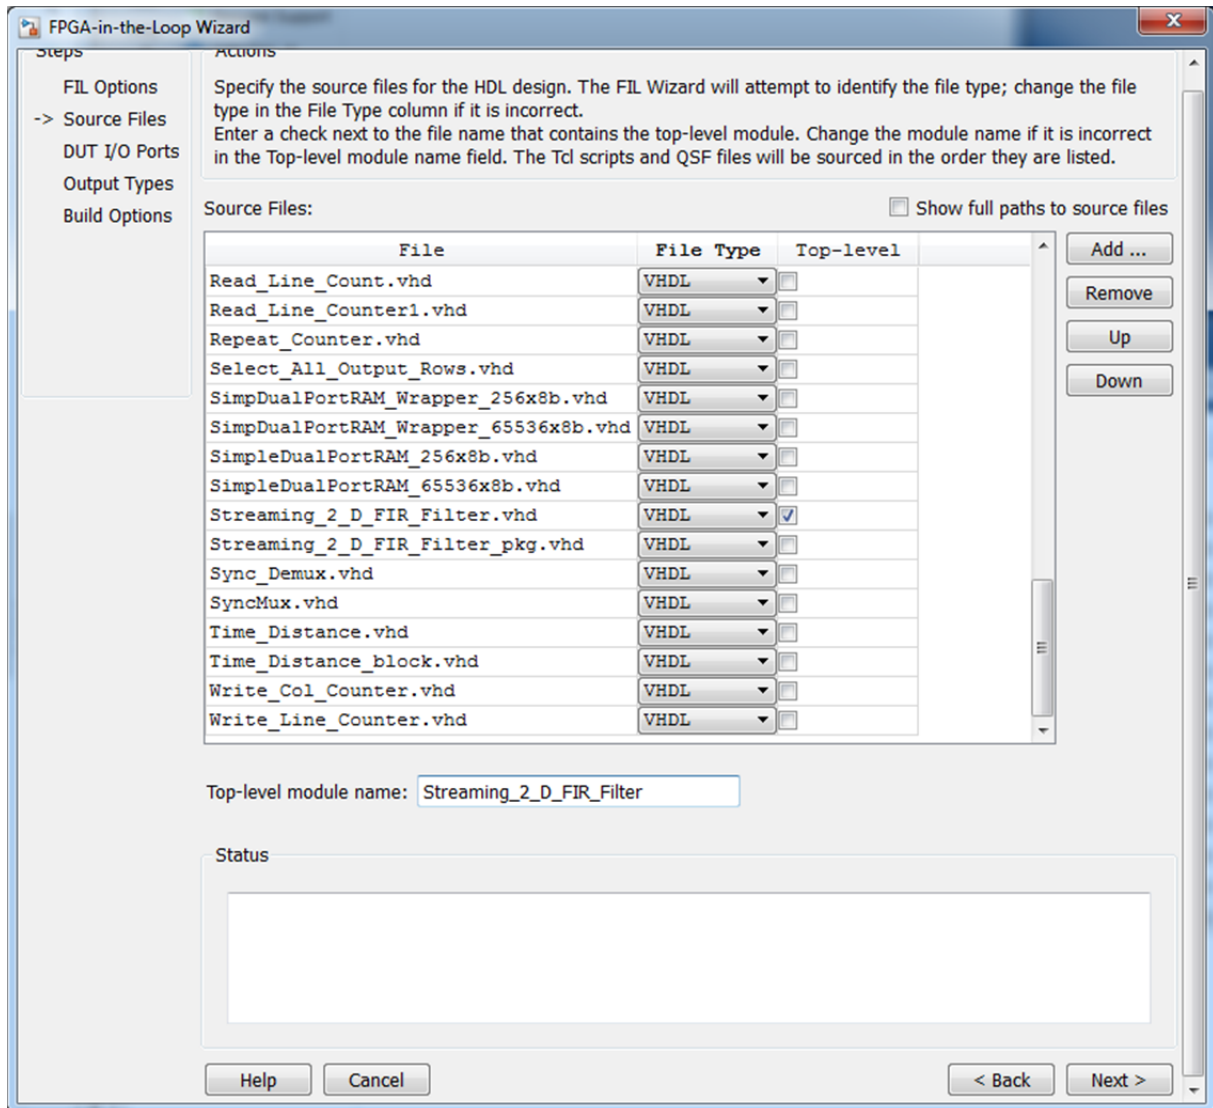 FPGA-in-the-Loop Wizard
Steps
Actions
FIL Options
-> Source Files
DUT I/O Ports
Output Types
Build Options
Specify the source files for the HDL design. The FIL Wizard will attempt to identify the file type; change the file
type in the File Type column if it is incorrect.
Enter a check next to the file name that contains the top-level module. Change the module name if it is incorrect
in the Top-level module name field. The Tcl scripts and QSF files will be sourced in the order they are listed.
Source Files:
Show full paths to source files
File File Type Top-level
Read_Line_Count.vhd VHDL
Read_Line_Counter1.vhd VHDL
Repeat_Counter.vhd VHDL
Select_All_Output_Rows.vhd VHDL
SimpDualPortRAM_Wrapper_256x8b.vhd VHDL
SimpDualPortRAM_Wrapper_65536x8b.vhd VHDL
SimpleDualPortRAM_256x8b.vhd VHDL
SimpleDualPortRAM_65536x8b.vhd VHDL
Streaming_2_D_FIR_Filter.vhd VHDL
Streaming_2_D_FIR_Filter_pkg.vhd VHDL
Sync_Demux.vhd VHDL
SyncMux.vhd VHDL
Time_Distance.vhd VHDL
Time_Distance_block.vhd VHDL
Write_Col_Counter.vhd VHDL
Write_Line_Counter.vhd VHDL
Add ...
Remove
Up
Down
Top-level module name: Streaming_2_D_FIR_Filter
Status
Help Cancel < Back Next >